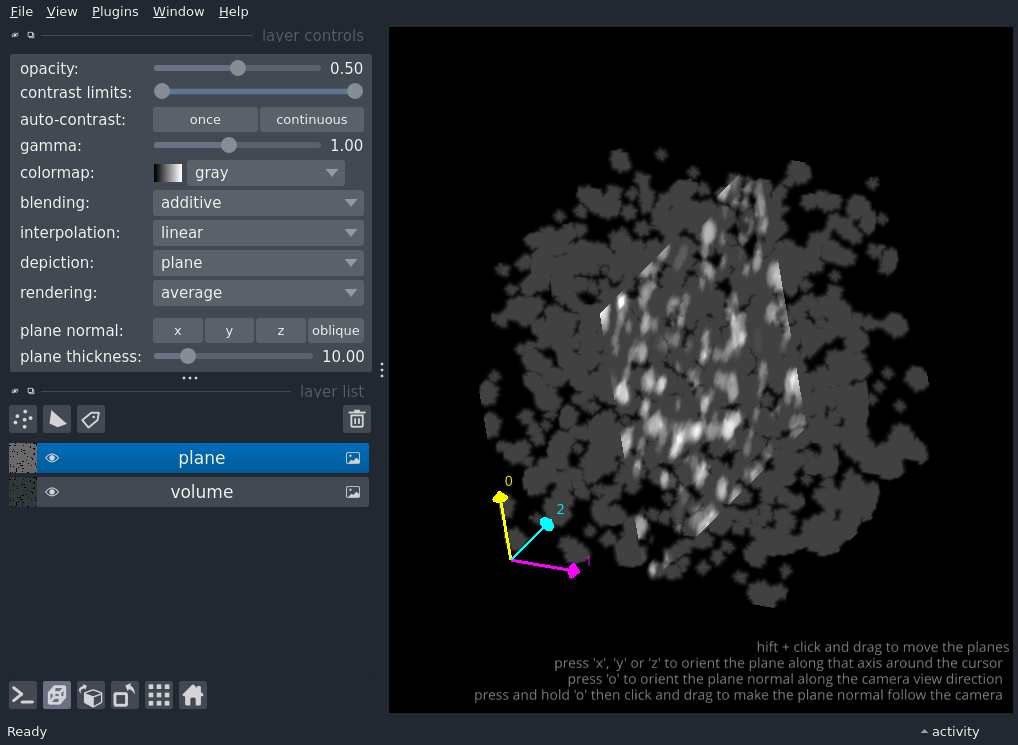 File View Plugins Window Help
layer controls
opacity: 0.50
contrast limits:
auto-contrast: once continuous
gamma: 1.00
colormap: gray
blending: additive
interpolation: linear
depiction: plane
rendering: average
plane normal: x y z oblique
plane thickness: 10.00
layer list
plane
volume
0
2
1
hift + click and drag to move the planes
press 'x', 'y' or 'z' to orient the plane along that axis around the cursor
press 'o' to orient the plane normal along the camera view direction
press and hold 'o' then click and drag to make the plane normal follow the camera
Ready activity